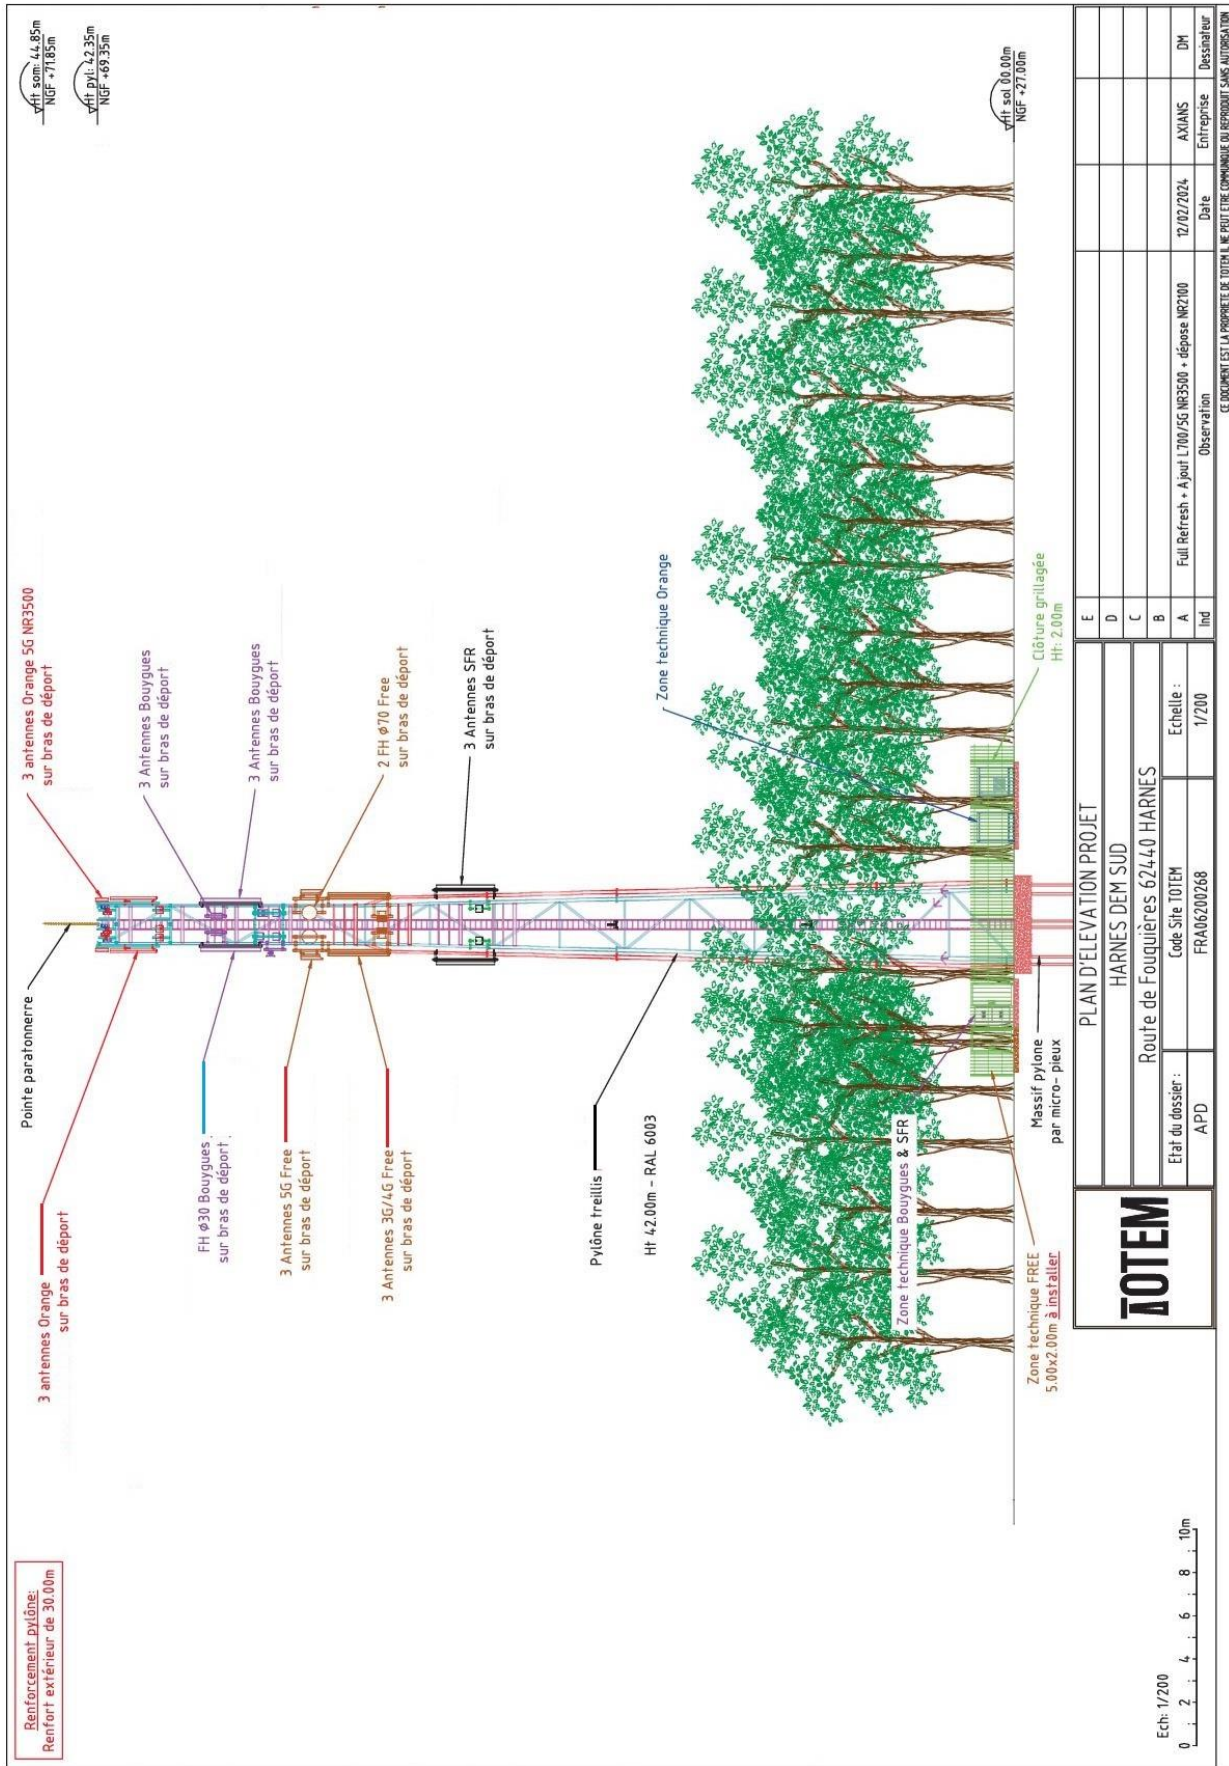 Renforcement pylône:
Renfort extérieur de 30.00m
Pointe paratonnerre
Ht som: 44.85m
NGF +71.85m
Ht pyl: 42.35m
NGF +69.35m
3 antennes Orange
sur bras de déport
3 antennes Orange 5G NR3500
sur bras de déport
3 Antennes Bouygues
sur bras de déport
FH Ø30 Bouygues
sur bras de déport
3 Antennes Bouygues
sur bras de déport
3 Antennes 5G Free
sur bras de déport
2 FH Ø70 Free
sur bras de déport
3 Antennes 3G/4G Free
sur bras de déport
3 Antennes SFR
sur bras de déport
Pylône treillis
Ht 42.00m - RAL 6003
Zone technique Orange
Zone technique Bouygues & SFR
Ht sol 00.00m
NGF +27.00m
Zone technique FREE
5.00x2.00m à installer
Massif pylone
par micro- pieux
Clôture grillagée
Ht: 2.00m
Ech: 1/200
0 2 4 6 8 10m
TOTEM
PLAN D'ELEVATION PROJET
HARNES DEM SUD
Route de Fouquières 62440 HARNES
Etat du dossier :
APD
Code Site TOTEM
FRA06200268
Echelle :
1/200
E
D
C
B
A Full Refresh + Ajout L700/5G NR3500 + dépose NR2100 12/02/2024 AXIANS DM
Ind Observation Date Entreprise Dessinateur
CE DOCUMENT EST LA PROPRIETE DE TOTEM IL NE PEUT ETRE COMMUNIQUE OU REPRODUIT SANS AUTORISATION